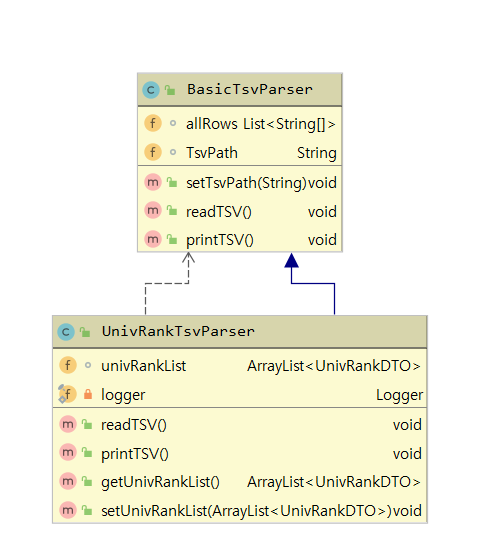 C BasicTsvParser
f allRows List<String[]>
f TsvPath String
m setTsvPath(String) void
m readTSV() void
m printTSV() void
C UnivRankTsvParser
f univRankList ArrayList<UnivRankDTO>
f logger Logger
m readTSV() void
m printTSV() void
m getUnivRankList() ArrayList<UnivRankDTO>
m setUnivRankList(ArrayList<UnivRankDTO>) void